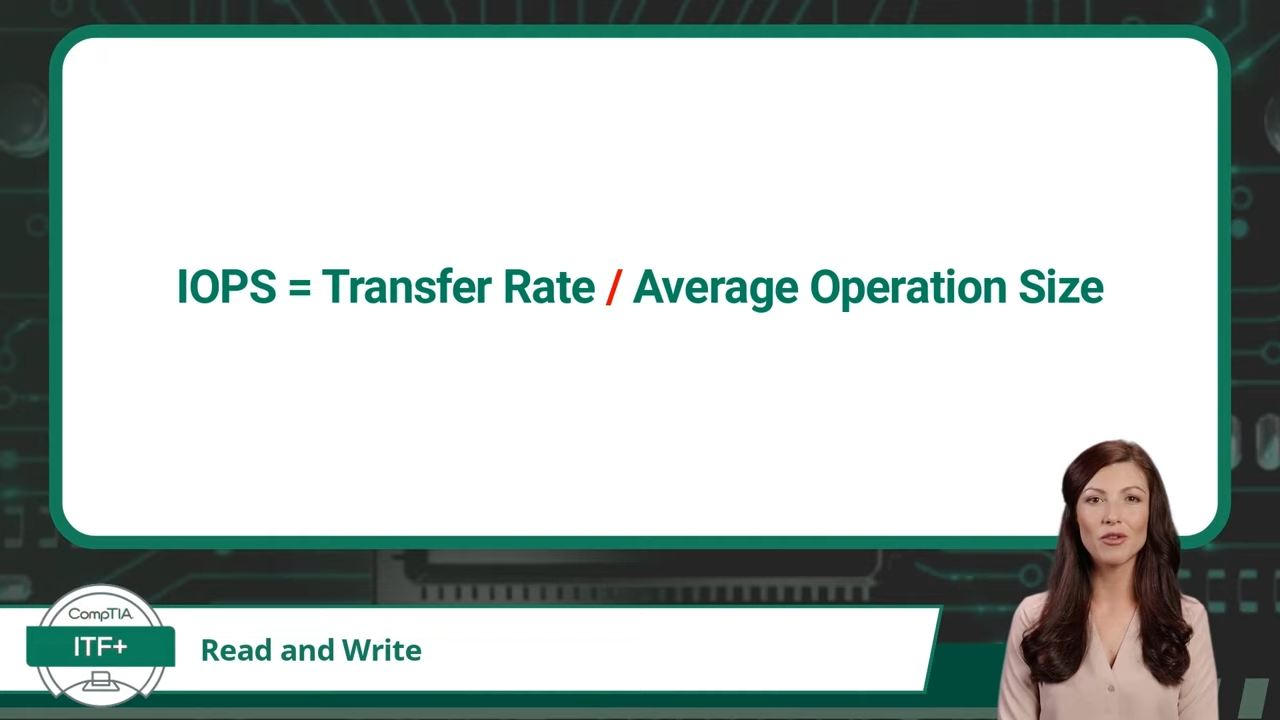 IOPS = Transfer Rate / Average Operation Size
CompTIA.
ITF+
Read and Write